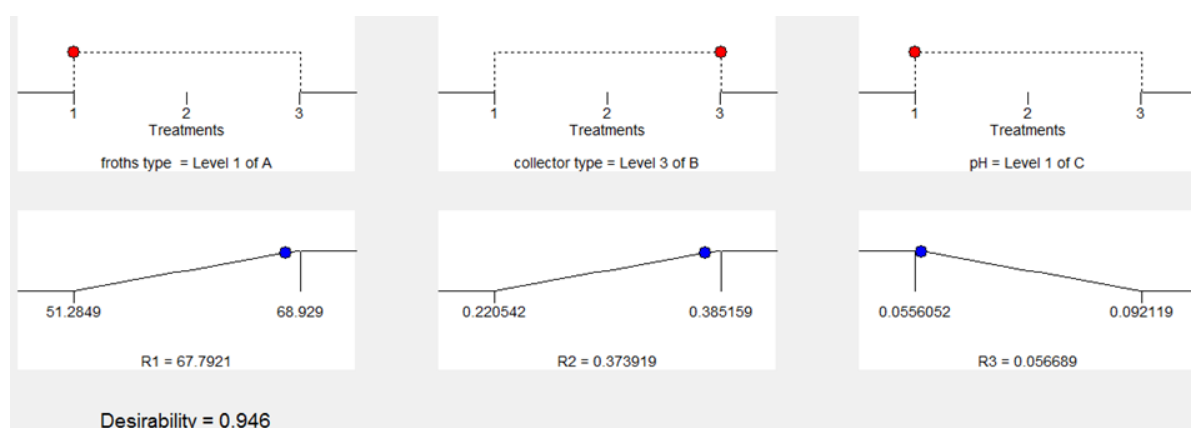 1 2 3
Treatments
froths type = Level 1 of A
1 2 3
Treatments
collector type = Level 3 of B
1 2 3
Treatments
pH = Level 1 of C
51.2849 68.929
R1 = 67.7921
0.220542 0.385159
R2 = 0.373919
0.0556052 0.092119
R3 = 0.056689
Desirability = 0.946